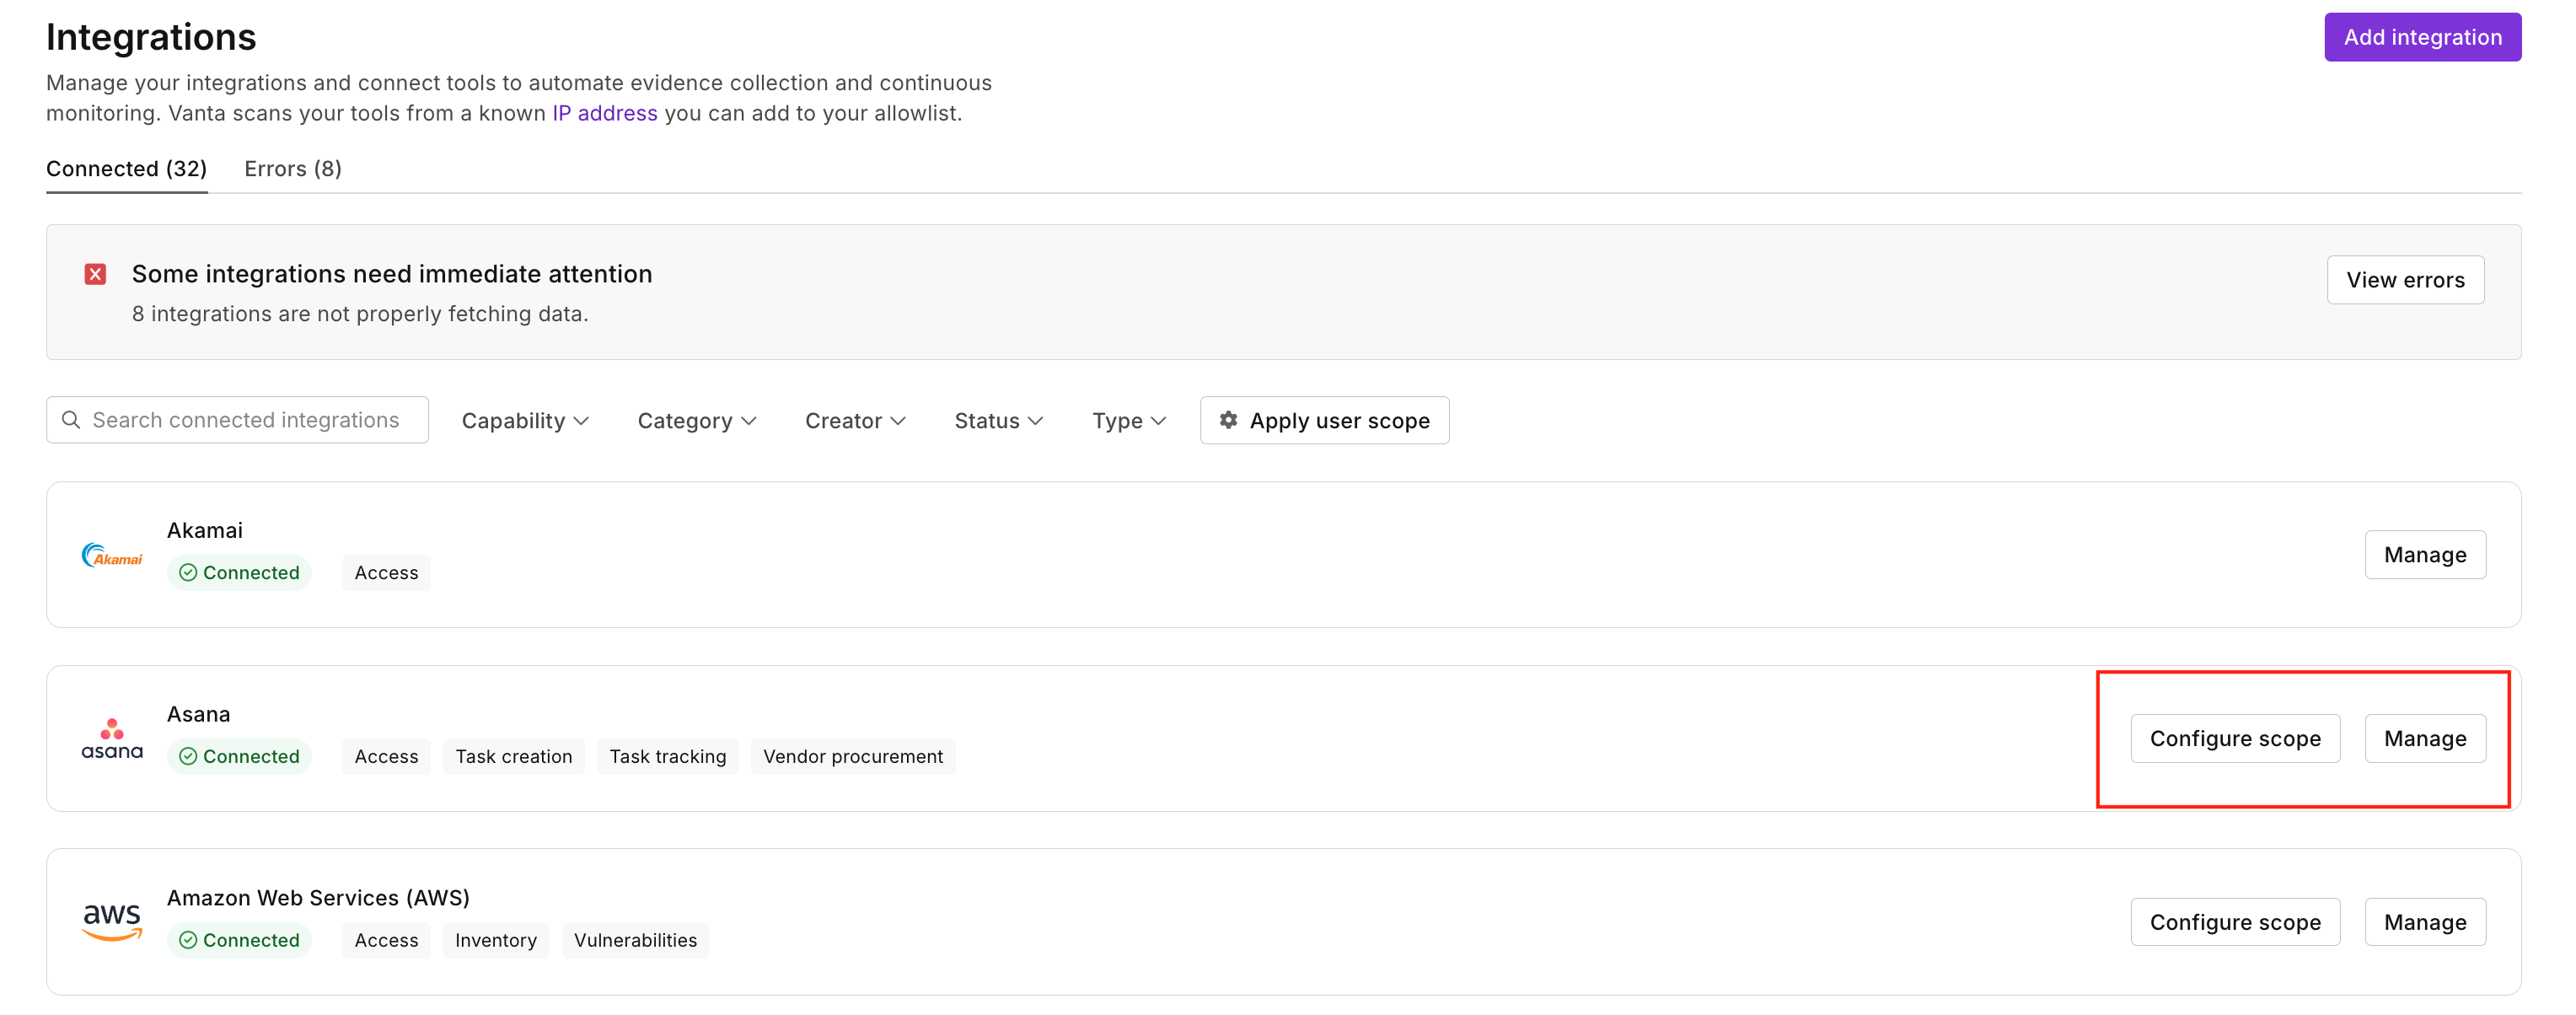 Integrations
Add integration
Manage your integrations and connect tools to automate evidence collection and continuous
monitoring. Vanta scans your tools from a known IP address you can add to your allowlist.
Connected (32)
Errors (8)
Some integrations need immediate attention
8 integrations are not properly fetching data.
View errors
Search connected integrations
Capability
Category
Creator
Status
Type
Apply user scope
Akamai
Akamai
Connected
Access
Manage
asana
Asana
Connected
Access
Task creation
Task tracking
Vendor procurement
Configure scope
Manage
aws
Amazon Web Services (AWS)
Connected
Access
Inventory
Vulnerabilities
Configure scope
Manage